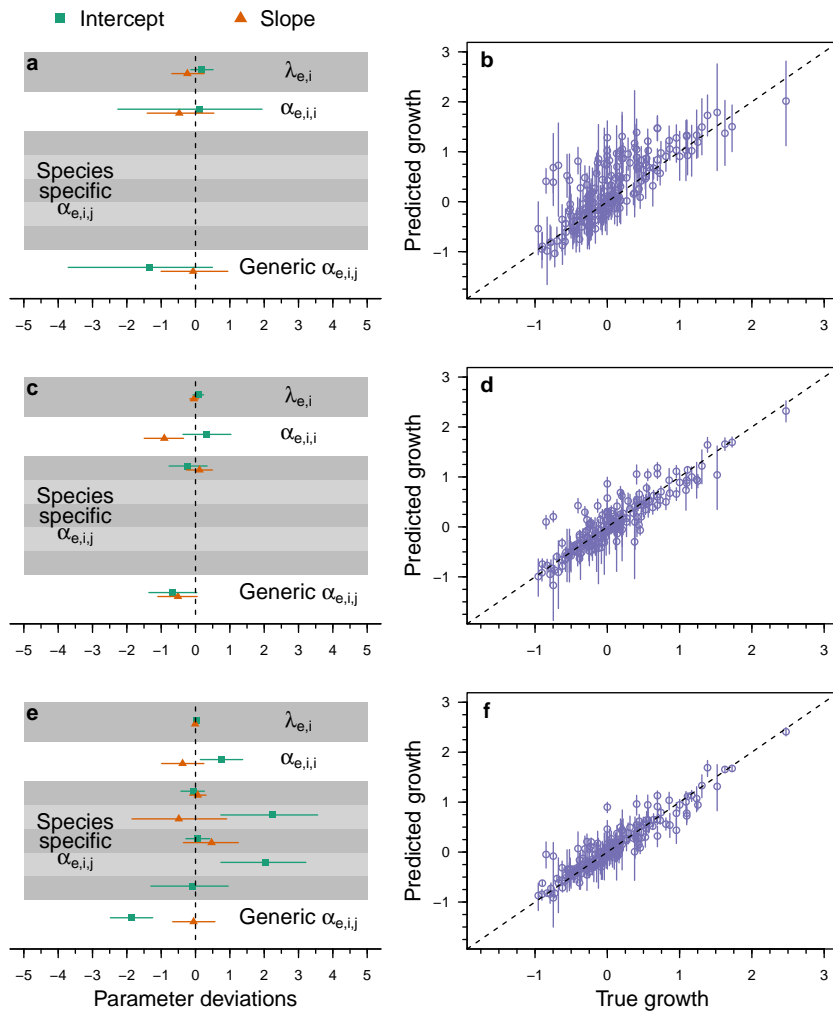 Intercept Slope
a
λe,i
αe,i,i
Species
specific
αe,i,j
Generic αe,i,j
−5 −4 −3 −2 −1 0 1 2 3 4 5
b
Predicted growth
3
2
1
0
−1
−1 0 1 2 3
c
λe,i
αe,i,i
Species
specific
αe,i,j
Generic αe,i,j
−5 −4 −3 −2 −1 0 1 2 3 4 5
d
Predicted growth
3
2
1
0
−1
−1 0 1 2 3
e
λe,i
αe,i,i
Species
specific
αe,i,j
Generic αe,i,j
−5 −4 −3 −2 −1 0 1 2 3 4 5
Parameter deviations
f
Predicted growth
3
2
1
0
−1
−1 0 1 2 3
True growth